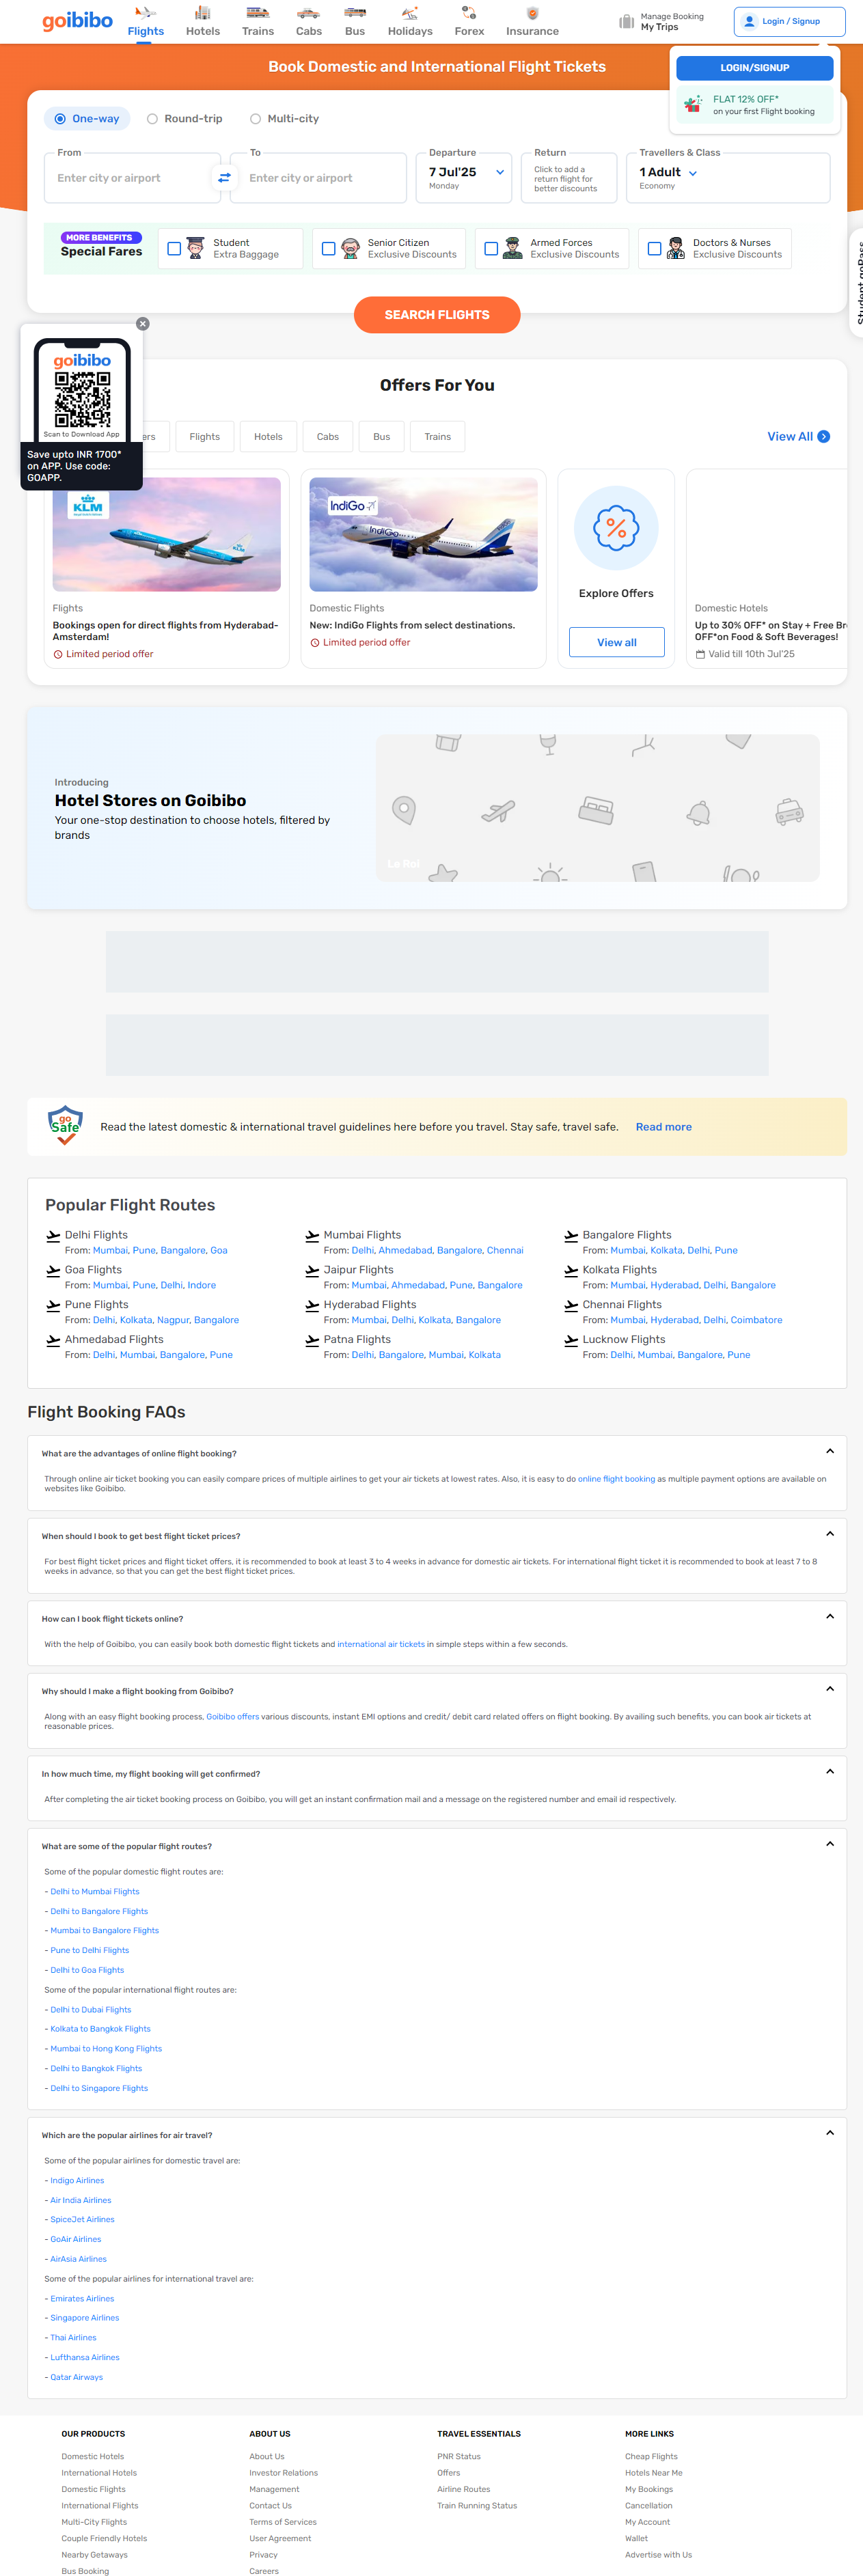 goibibo
Flights
Hotels
Trains
Cabs
Bus
Holidays
Forex
Insurance
Manage Booking
My Trips
Login / Signup
Book Domestic and International Flight Tickets
LOGIN/SIGNUP
FLAT 12% OFF*
on your first Flight booking
One-way
Round-trip
Multi-city
From
Enter city or airport
To
Enter city or airport
Departure
7 Jul'25
Monday
Return
Click to add a
return flight for
better discounts
Travellers & Class
1 Adult
Economy
MORE BENEFITS
Special Fares
Student
Extra Baggage
Senior Citizen
Exclusive Discounts
Armed Forces
Exclusive Discounts
Doctors & Nurses
Exclusive Discounts
Student goPass
SEARCH FLIGHTS
goibibo
Scan to Download App
Save upto INR 1700*
on APP. Use code:
GOAPP.
Offers For You
ers
Flights
Hotels
Cabs
Bus
Trains
View All
KLM
KLM
Flights
Bookings open for direct flights from Hyderabad-
Amsterdam!
Limited period offer
IndiGo
IndiGo
Domestic Flights
New: IndiGo Flights from select destinations.
Limited period offer
Explore Offers
View all
Domestic Hotels
Up to 30% OFF* on Stay + Free Bre
OFF*on Food & Soft Beverages!
Valid till 10th Jul'25
Introducing
Hotel Stores on Goibibo
Your one-stop destination to choose hotels, filtered by
brands
Le Roi
go
Safe
Read the latest domestic & international travel guidelines here before you travel. Stay safe, travel safe. Read more
Popular Flight Routes
Delhi Flights
From: Mumbai, Pune, Bangalore, Goa
Mumbai Flights
From: Delhi, Ahmedabad, Bangalore, Chennai
Bangalore Flights
From: Mumbai, Kolkata, Delhi, Pune
Goa Flights
From: Mumbai, Pune, Delhi, Indore
Jaipur Flights
From: Mumbai, Ahmedabad, Pune, Bangalore
Kolkata Flights
From: Mumbai, Hyderabad, Delhi, Bangalore
Pune Flights
From: Delhi, Kolkata, Nagpur, Bangalore
Hyderabad Flights
From: Mumbai, Delhi, Kolkata, Bangalore
Chennai Flights
From: Mumbai, Hyderabad, Delhi, Coimbatore
Ahmedabad Flights
From: Delhi, Mumbai, Bangalore, Pune
Patna Flights
From: Delhi, Bangalore, Mumbai, Kolkata
Lucknow Flights
From: Delhi, Mumbai, Bangalore, Pune
Flight Booking FAQs
What are the advantages of online flight booking?
Through online air ticket booking you can easily compare prices of multiple airlines to get your air tickets at lowest rates. Also, it is easy to do online flight booking as multiple payment options are available on
websites like Goibibo.
When should I book to get best flight ticket prices?
For best flight ticket prices and flight ticket offers, it is recommended to book at least 3 to 4 weeks in advance for domestic air tickets. For international flight ticket it is recommended to book at least 7 to 8
weeks in advance, so that you can get the best flight ticket prices.
How can I book flight tickets online?
With the help of Goibibo, you can easily book both domestic flight tickets and international air tickets in simple steps within a few seconds.
Why should I make a flight booking from Goibibo?
Along with an easy flight booking process, Goibibo offers various discounts, instant EMI options and credit/ debit card related offers on flight booking. By availing such benefits, you can book air tickets at
reasonable prices.
In how much time, my flight booking will get confirmed?
After completing the air ticket booking process on Goibibo, you will get an instant confirmation mail and a message on the registered number and email id respectively.
What are some of the popular flight routes?
Some of the popular domestic flight routes are:
- Delhi to Mumbai Flights
- Delhi to Bangalore Flights
- Mumbai to Bangalore Flights
- Pune to Delhi Flights
- Delhi to Goa Flights
Some of the popular international flight routes are:
- Delhi to Dubai Flights
- Kolkata to Bangkok Flights
- Mumbai to Hong Kong Flights
- Delhi to Bangkok Flights
- Delhi to Singapore Flights
Which are the popular airlines for air travel?
Some of the popular airlines for domestic travel are:
- Indigo Airlines
- Air India Airlines
- SpiceJet Airlines
- GoAir Airlines
- AirAsia Airlines
Some of the popular airlines for international travel are:
- Emirates Airlines
- Singapore Airlines
- Thai Airlines
- Lufthansa Airlines
- Qatar Airways
OUR PRODUCTS
Domestic Hotels
International Hotels
Domestic Flights
International Flights
Multi-City Flights
Couple Friendly Hotels
Nearby Getaways
Bus Booking
ABOUT US
About Us
Investor Relations
Management
Contact Us
Terms of Services
User Agreement
Privacy
Careers
TRAVEL ESSENTIALS
PNR Status
Offers
Airline Routes
Train Running Status
MORE LINKS
Cheap Flights
Hotels Near Me
My Bookings
Cancellation
My Account
Wallet
Advertise with Us